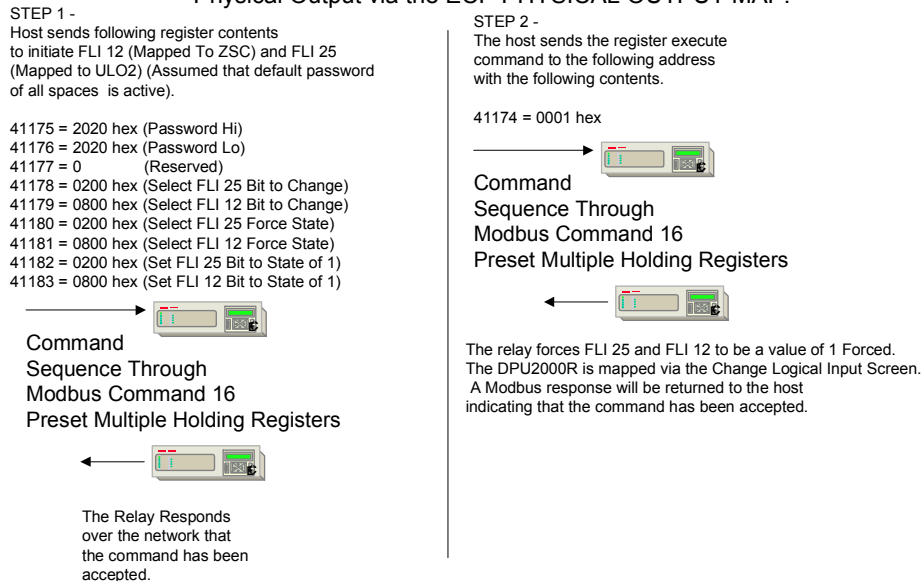 Physical Output via the ECP PHYSICAL OUTPUT MAP.
STEP 1 -
Host sends following register contents
to initiate FLI 12 (Mapped To ZSC) and FLI 25
(Mapped to ULO2) (Assumed that default password
of all spaces  is active).
41175 = 2020 hex (Password Hi)
41176 = 2020 hex (Password Lo)
41177 = 0 (Reserved)
41178 = 0200 hex (Select FLI 25 Bit to Change)
41179 = 0800 hex (Select FLI 12 Bit to Change)
41180 = 0200 hex (Select FLI 25 Force State)
41181 = 0800 hex (Select FLI 12 Force State)
41182 = 0200 hex (Set FLI 25 Bit to State of 1)
41183 = 0800 hex (Set FLI 12 Bit to State of 1)
Command
Sequence Through
Modbus Command 16
Preset Multiple Holding Registers
The Relay Responds
over the network that
the command has been
accepted.
STEP 2 -
The host sends the register execute
command to the following address
with the following contents.
41174 = 0001 hex
Command
Sequence Through
Modbus Command 16
Preset Multiple Holding Registers
The relay forces FLI 25 and FLI 12 to be a value of 1 Forced.
The DPU2000R is mapped via the Change Logical Input Screen.
A Modbus response will be returned to the host
indicating that the command has been accepted.